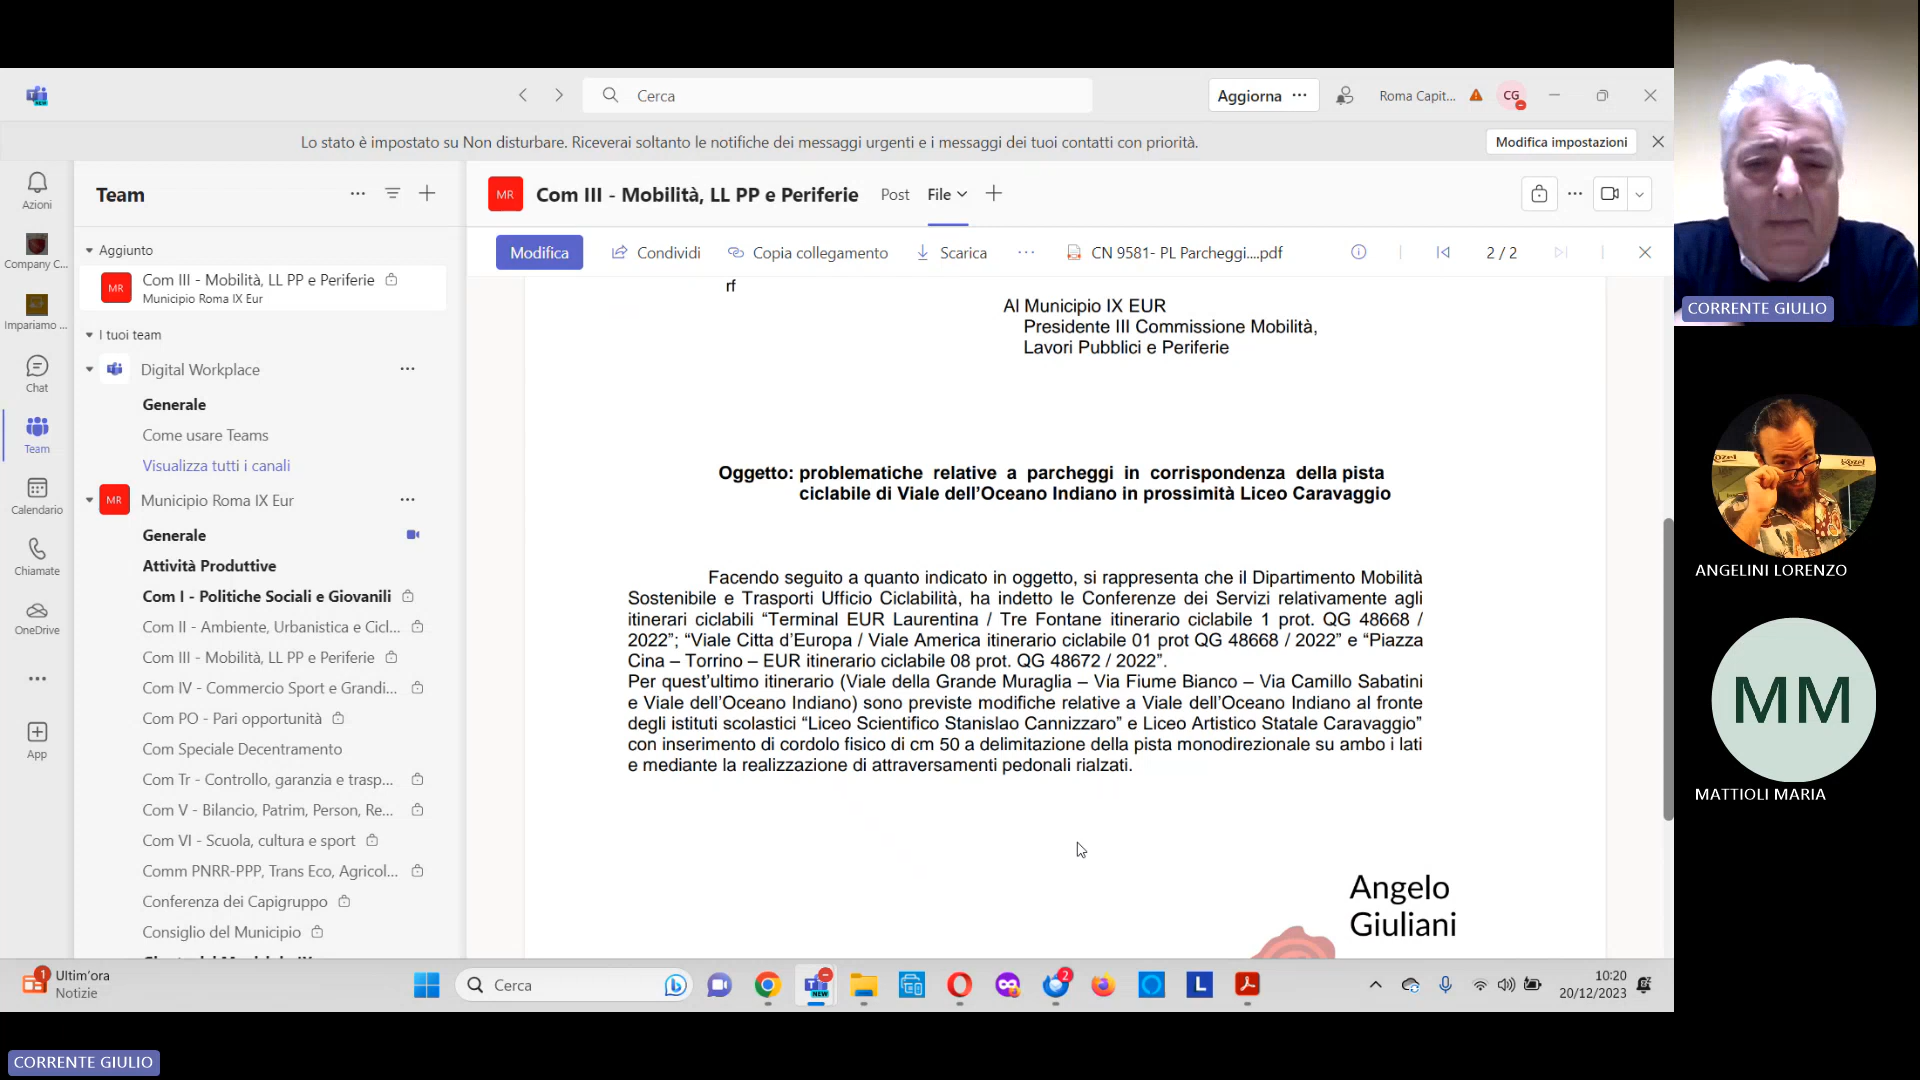 Cerca
Aggiorna ···
Roma Capit...
CG
Lo stato è impostato su Non disturbare. Riceverai soltanto le notifiche dei messaggi urgenti e i messaggi dei tuoi contatti con priorità.
Modifica impostazioni
Azioni
Company C...
Impariamo ...
Chat
Team
Calendario
Chiamate
OneDrive
App
Team
Aggiunto
MR
Com III - Mobilità, LL PP e Periferie
Municipio Roma IX Eur
I tuoi team
Digital Workplace
Generale
Come usare Teams
Visualizza tutti i canali
MR
Municipio Roma IX Eur
Generale
Attività Produttive
Com I - Politiche Sociali e Giovanili
Com II - Ambiente, Urbanistica e Cicl...
Com III - Mobilità, LL PP e Periferie
Com IV - Commercio Sport e Grandi...
Com PO - Pari opportunità
Com Speciale Decentramento
Com Tr - Controllo, garanzia e trasp...
Com V - Bilancio, Patrim, Person, Re...
Com VI - Scuola, cultura e sport
Comm PNRR-PPP, Trans Eco, Agricol...
Conferenza dei Capigruppo
Consiglio del Municipio
MR
Com III - Mobilità, LL PP e Periferie
Post
File
Modifica
Condividi
Copia collegamento
Scarica
CN 9581- PL Parcheggi....pdf
2 / 2
rf
Al Municipio IX EUR
Presidente III Commissione Mobilità,
Lavori Pubblici e Periferie
Oggetto: problematiche relative a parcheggi in corrispondenza della pista
ciclabile di Viale dell'Oceano Indiano in prossimità Liceo Caravaggio
Facendo seguito a quanto indicato in oggetto, si rappresenta che il Dipartimento Mobilità
Sostenibile e Trasporti Ufficio Ciclabilità, ha indetto le Conferenze dei Servizi relativamente agli
itinerari ciclabili “Terminal EUR Laurentina / Tre Fontane itinerario ciclabile 1 prot. QG 48668 /
2022”; “Viale Citta d'Europa / Viale America itinerario ciclabile 01 prot QG 48668 / 2022” e “Piazza
Cina – Torrino – EUR itinerario ciclabile 08 prot. QG 48672 / 2022”.
Per quest'ultimo itinerario (Viale della Grande Muraglia – Via Fiume Bianco – Via Camillo Sabatini
e Viale dell'Oceano Indiano) sono previste modifiche relative a Viale dell'Oceano Indiano al fronte
degli istituti scolastici “Liceo Scientifico Stanislao Cannizzaro” e Liceo Artistico Statale Caravaggio”
con inserimento di cordolo fisico di cm 50 a delimitazione della pista monodirezionale su ambo i lati
e mediante la realizzazione di attraversamenti pedonali rialzati.
Angelo
Giuliani
1
Ultim'ora
Notizie
Cerca
NEW
2
L
10:20
20/12/2023
CORRENTE GIULIO
ANGELINI LORENZO
MM
MATTIOLI MARIA
CORRENTE GIULIO